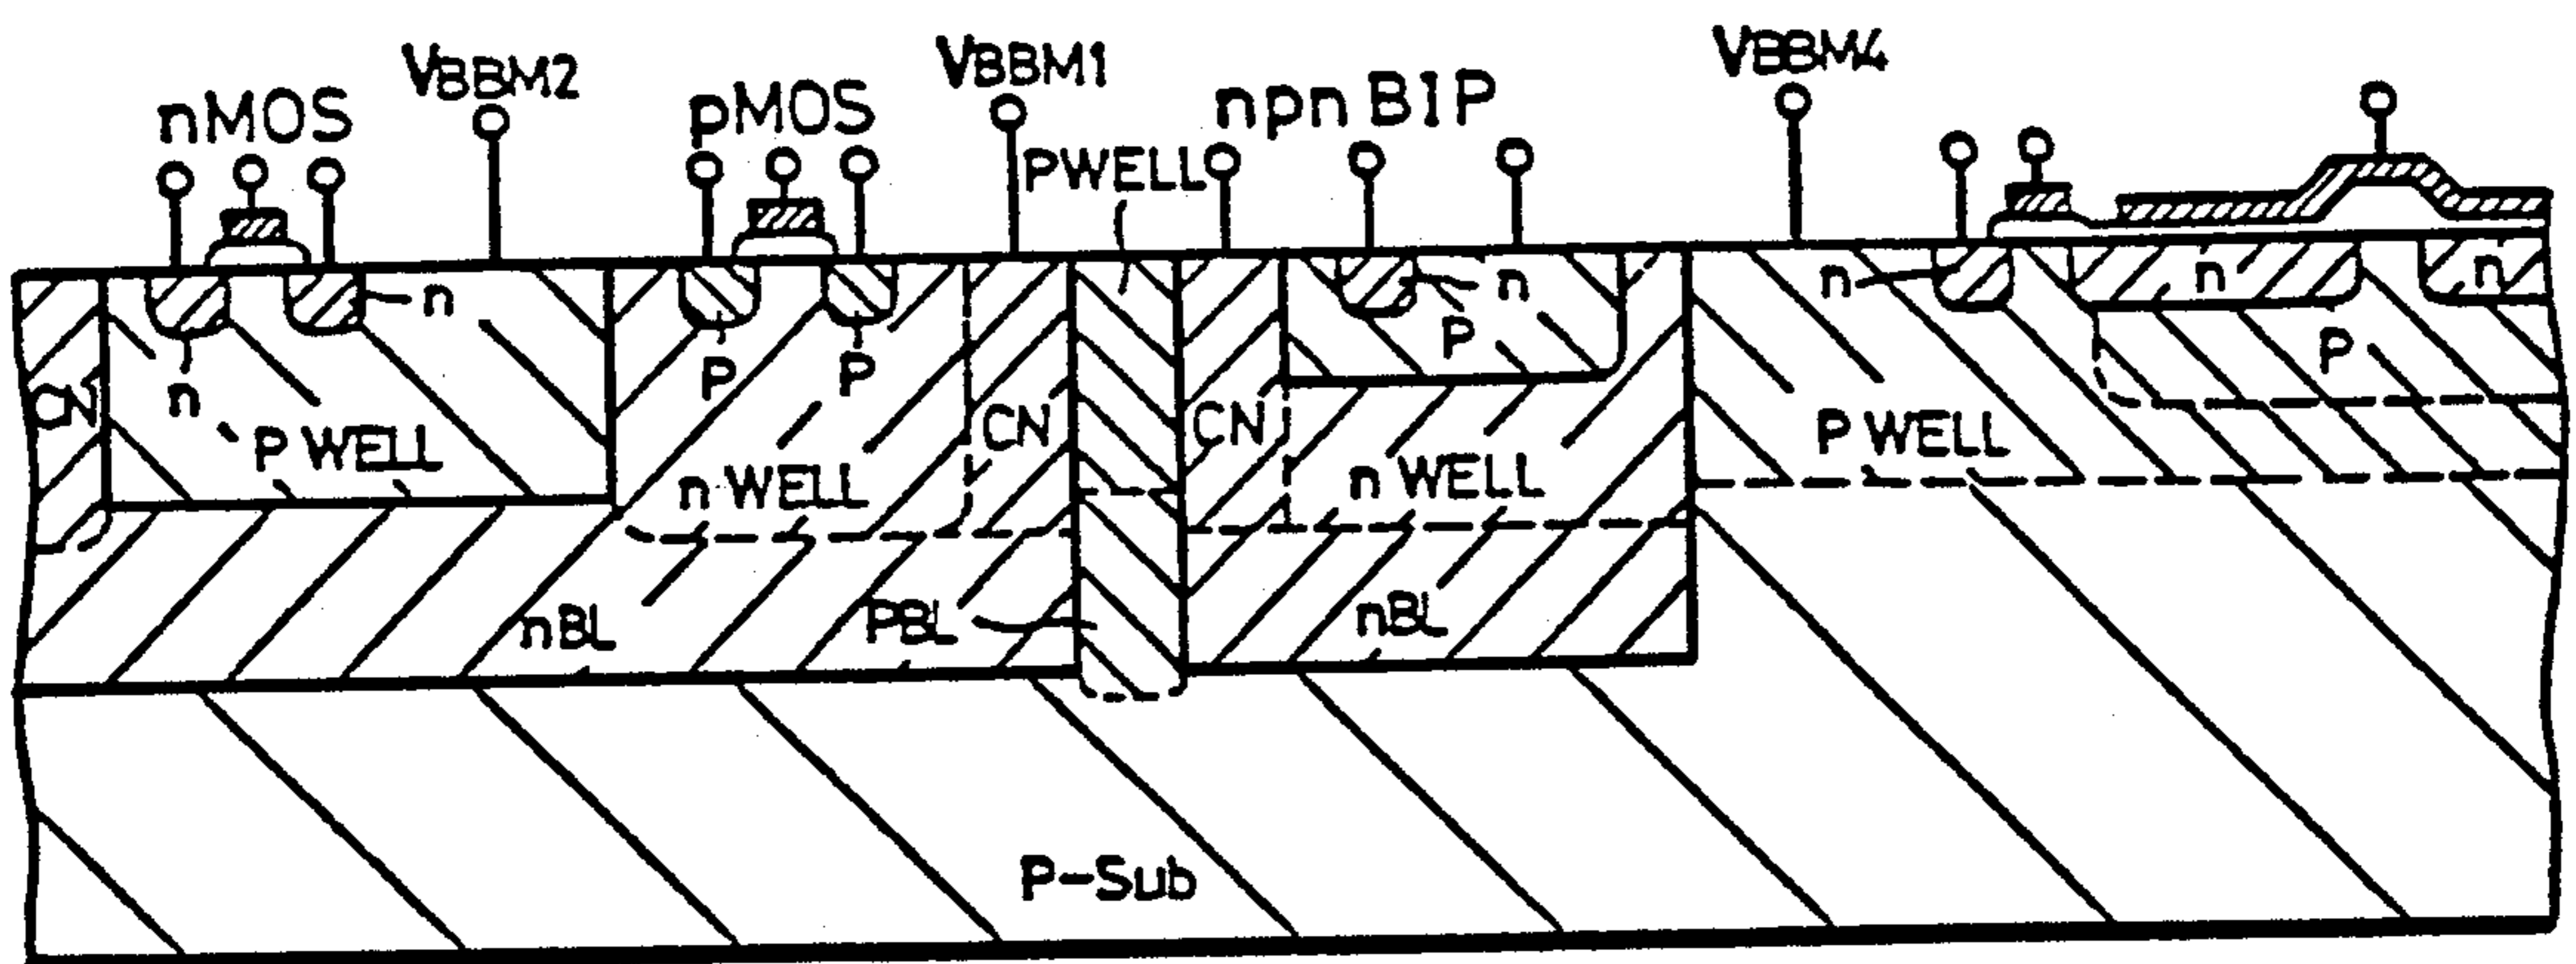 nMOS
VBBM2
pMOS
VBBM1
PWELL
npn BIP
VBBM4
n
n
P WELL
CN
P
P
n WELL
CN
CN
n
P
n WELL
n
P WELL
n
n
P
nBL
PBL
nBL
P-Sub